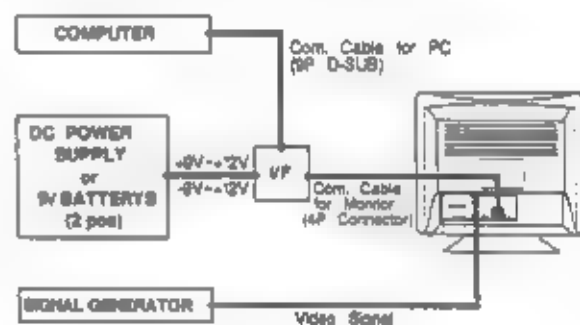 COMPUTER
Com. Cable for PC
(9P D-SUB)
DC POWER
SUPPLY
or
9V BATTERYS
(2 pcs)
+9V~+12V
-9V~-12V
I/F
Com. Cable
for Monitor
(4P Connector)
SIGNAL GENERATOR
Video Signal